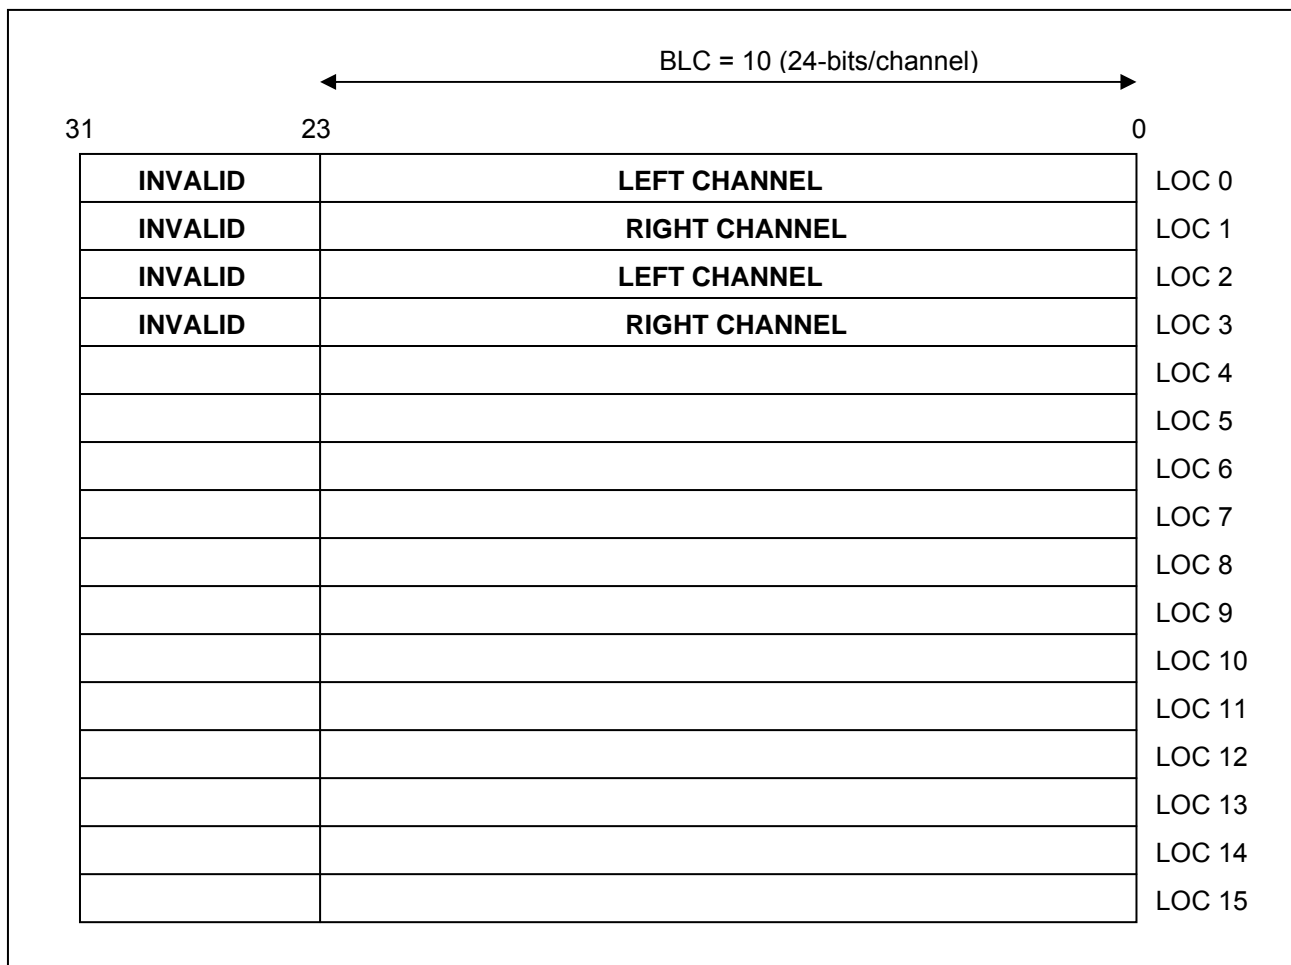 BLC = 10 (24-bits/channel)
31 23 0
INVALID LEFT CHANNEL LOC 0
INVALID RIGHT CHANNEL LOC 1
INVALID LEFT CHANNEL LOC 2
INVALID RIGHT CHANNEL LOC 3
LOC 4
LOC 5
LOC 6
LOC 7
LOC 8
LOC 9
LOC 10
LOC 11
LOC 12
LOC 13
LOC 14
LOC 15